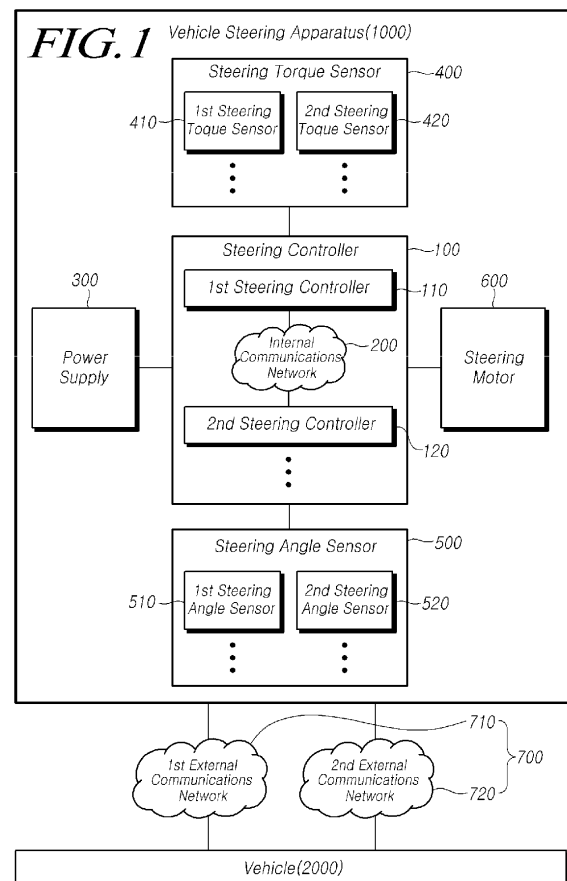 FIG. 1
Vehicle Steering Apparatus(1000)
Steering Torque Sensor
400
410
1st Steering
Toque Sensor
2nd Steering
Toque Sensor
420
Steering Controller
100
1st Steering Controller
110
Internal
Communications
Network
200
2nd Steering Controller
120
300
Power
Supply
600
Steering
Motor
Steering Angle Sensor
500
510
1st Steering
Angle Sensor
2nd Steering
Angle Sensor
520
1st External
Communications
Network
710
2nd External
Communications
Network
720
700
Vehicle(2000)